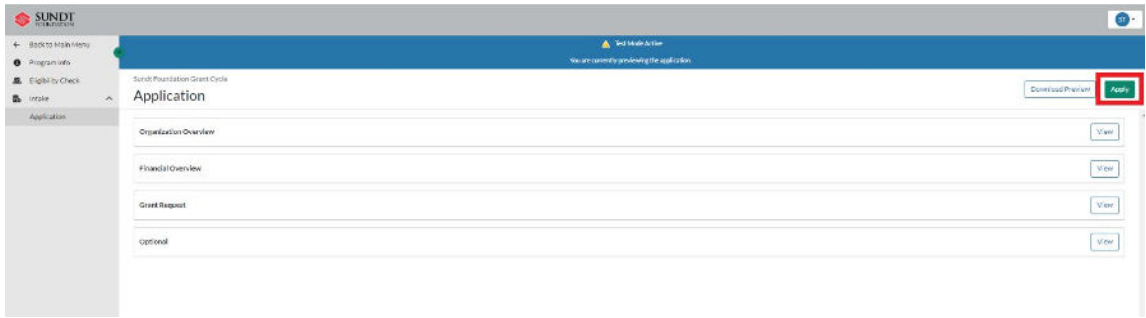 SUNDT
FOUNDATION
ST
Back to Main Menu
Program Info
Eligibility Check
Intake
Application
Test Mode Active
You are currently previewing the application.
Sundt Foundation Grant Cycle
Application
Download Preview
Apply
Organization Overview
View
Financial Overview
View
Grant Request
View
Optional
View